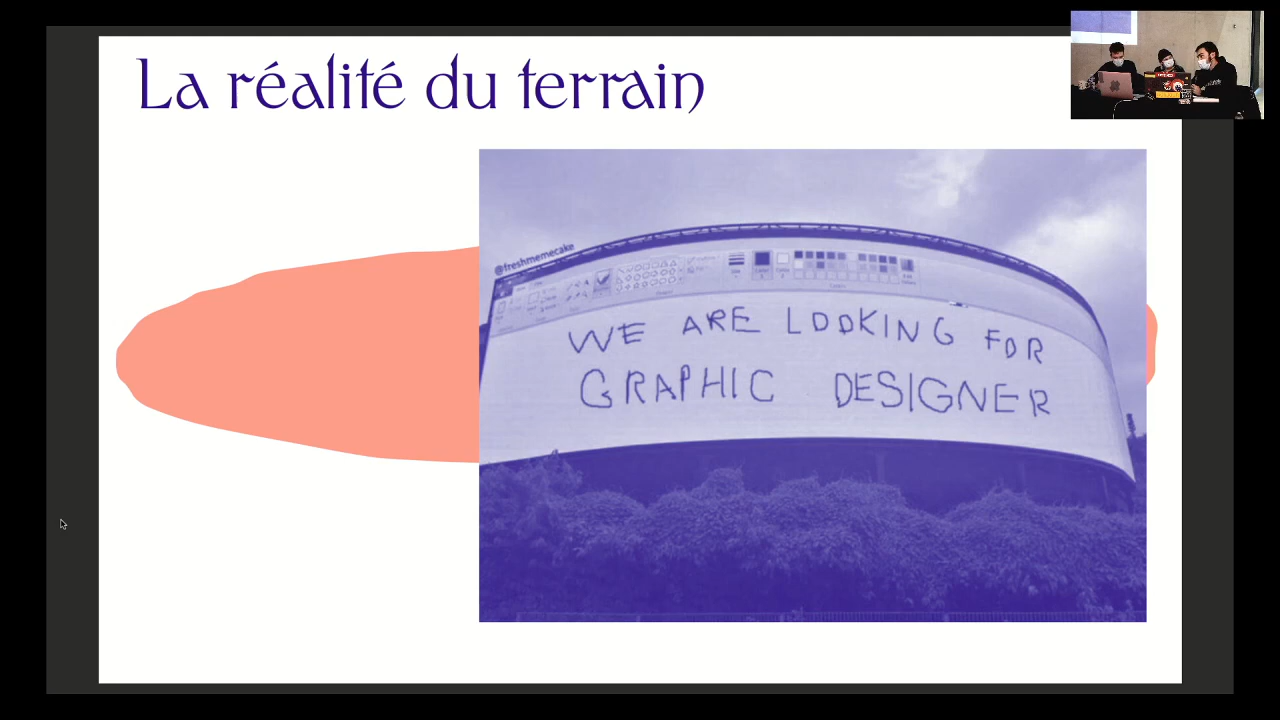 La réalité du terrain
@freshmemecake
WE ARE LOOKING FOR
GRAPHIC DESIGNER